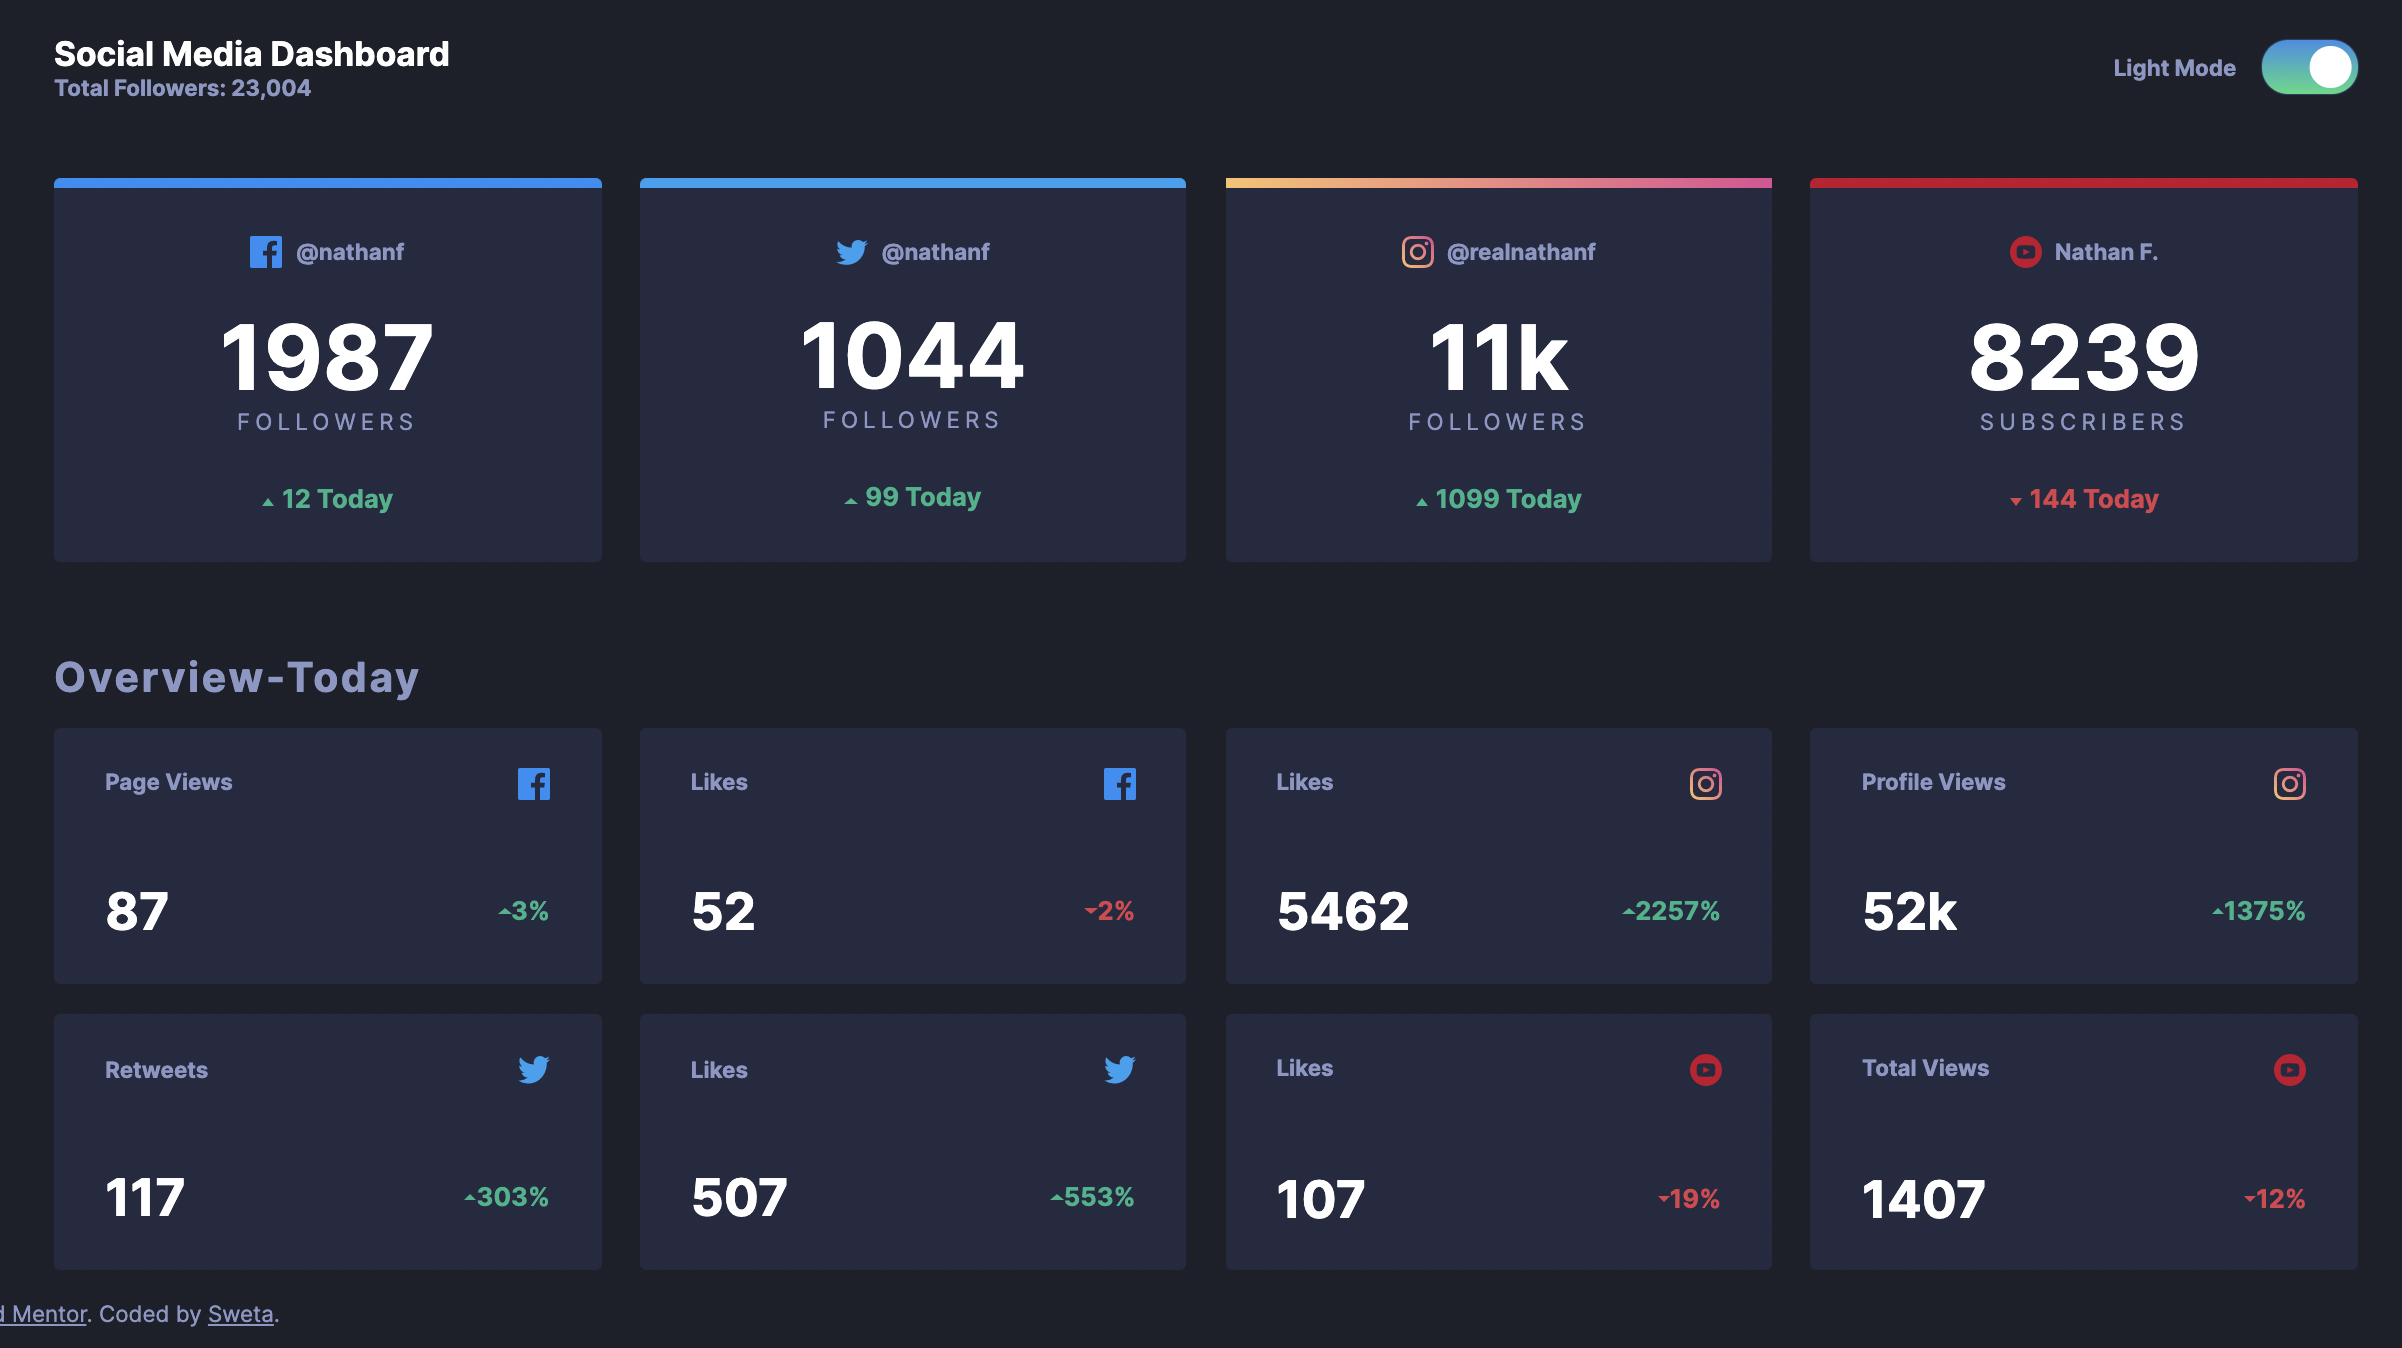 Social Media Dashboard
Total Followers: 23,004
Light Mode
@nathanf
1987
FOLLOWERS
12 Today
@nathanf
1044
FOLLOWERS
99 Today
@realnathanf
11k
FOLLOWERS
1099 Today
Nathan F.
8239
SUBSCRIBERS
144 Today
Overview-Today
Page Views
87
3%
Likes
52
2%
Likes
5462
2257%
Profile Views
52k
1375%
Retweets
117
303%
Likes
507
553%
Likes
107
19%
Total Views
1407
12%
d Mentor. Coded by Sweta.